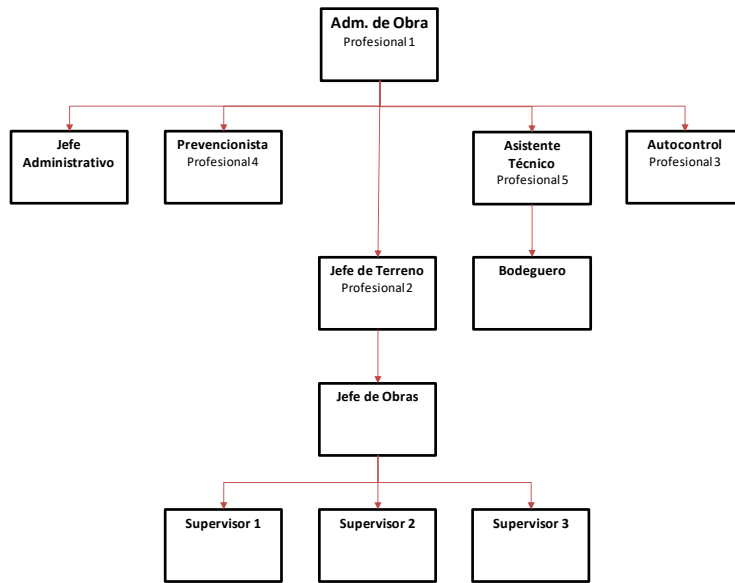 Adm. de Obra
Profesional 1
Jefe
Administrativo
Prevencionista
Profesional 4
Asistente
Técnico
Profesional 5
Autocontrol
Profesional 3
Jefe de Terreno
Profesional 2
Bodeguero
Jefe de Obras
Supervisor 1
Supervisor 2
Supervisor 3